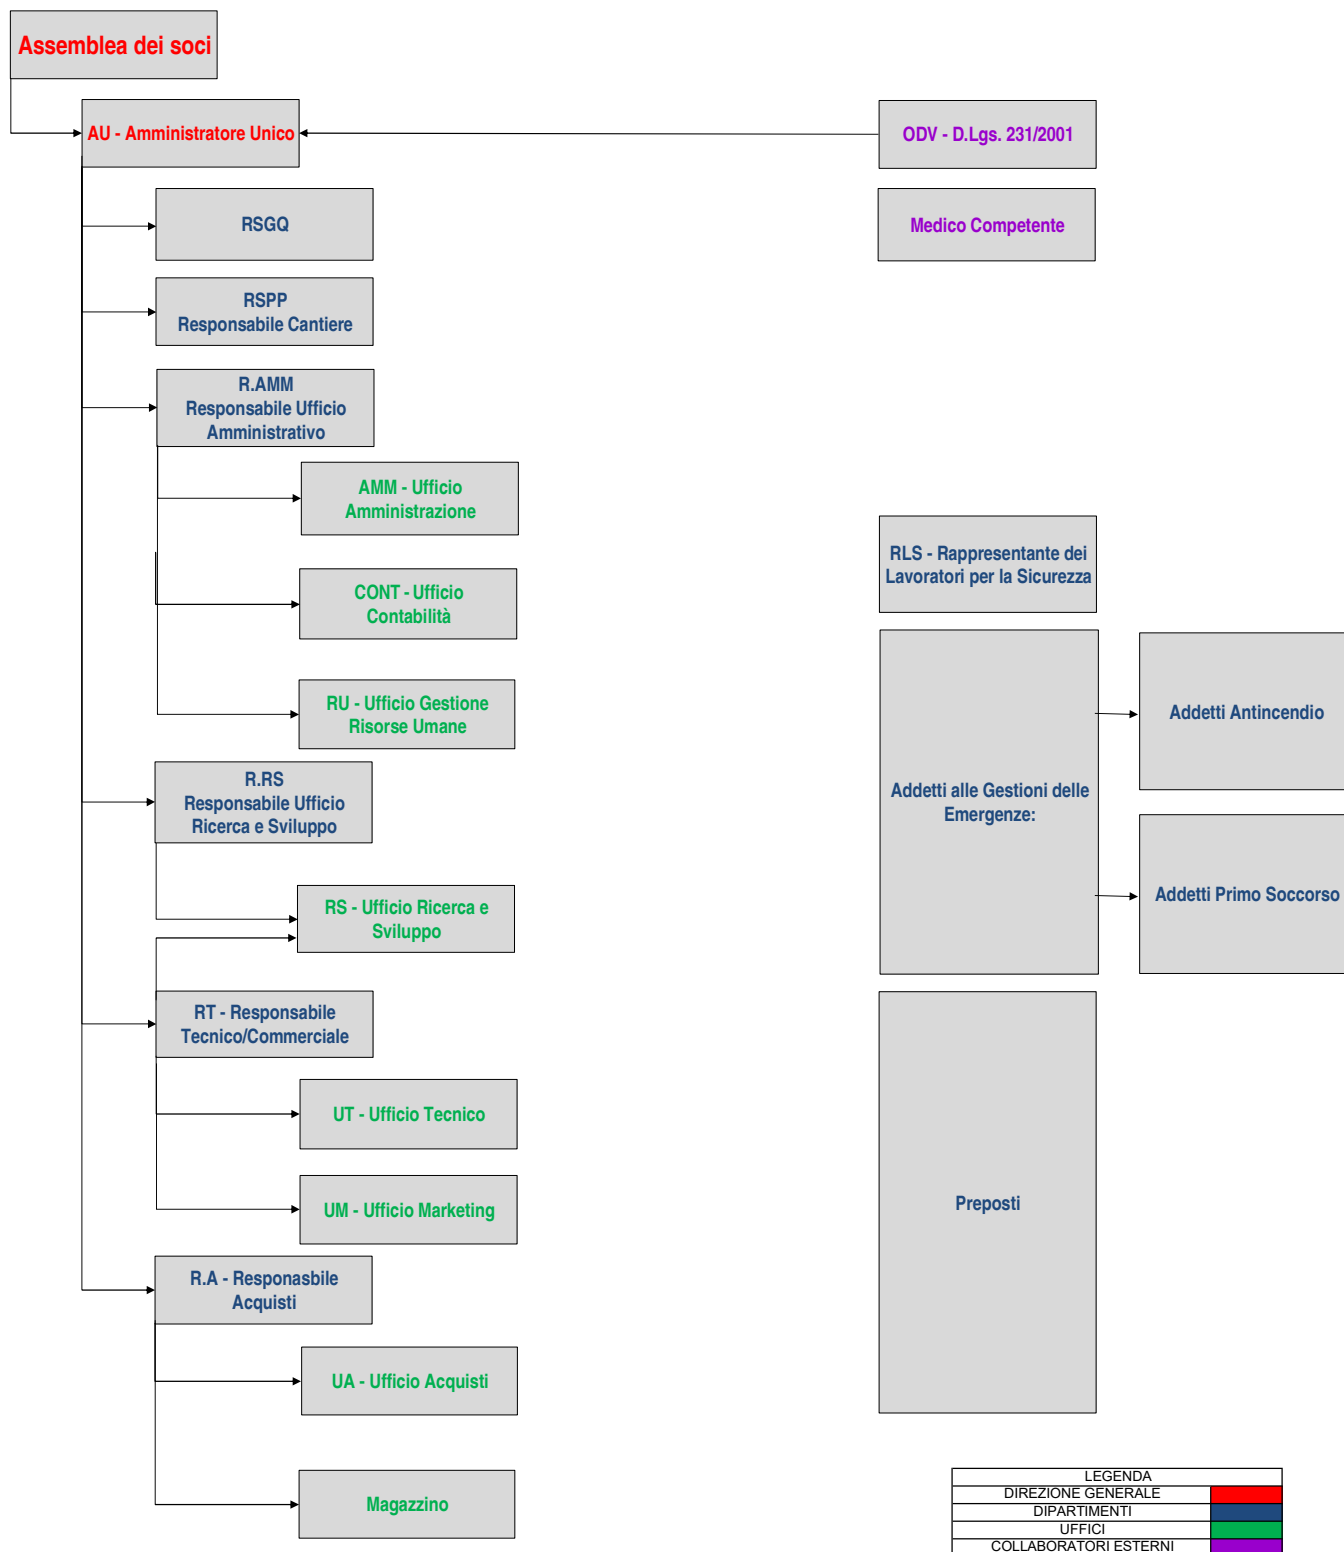 Assemblea dei soci
AU - Amministratore Unico
ODV - D.Lgs. 231/2001
RSGQ
Medico Competente
RSPP
Responsabile Cantiere
R.AMM
Responsabile Ufficio
Amministrativo
AMM - Ufficio
Amministrazione
RLS - Rappresentante dei
Lavoratori per la Sicurezza
CONT - Ufficio
Contabilità
RU - Ufficio Gestione
Risorse Umane
Addetti Antincendio
R.RS
Responsabile Ufficio
Ricerca e Sviluppo
Addetti alle Gestioni delle
Emergenze:
Addetti Primo Soccorso
RS - Ufficio Ricerca e
Sviluppo
RT - Responsabile
Tecnico/Commerciale
UT - Ufficio Tecnico
UM - Ufficio Marketing
Preposti
R.A - Responasbile
Acquisti
UA - Ufficio Acquisti
Magazzino
LEGENDA
DIREZIONE GENERALE
DIPARTIMENTI
UFFICI
COLLABORATORI ESTERNI